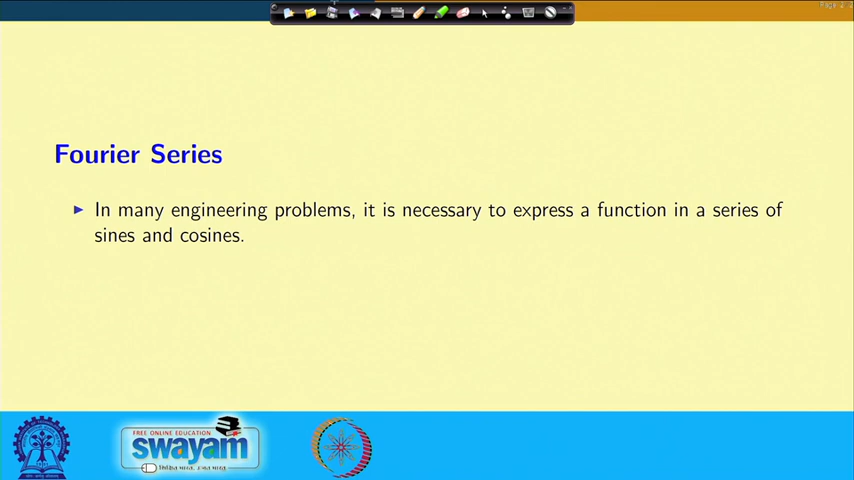 Fourier Series
▶ In many engineering problems, it is necessary to express a function in a series of
sines and cosines.
FREE ONLINE EDUCATION
swayam